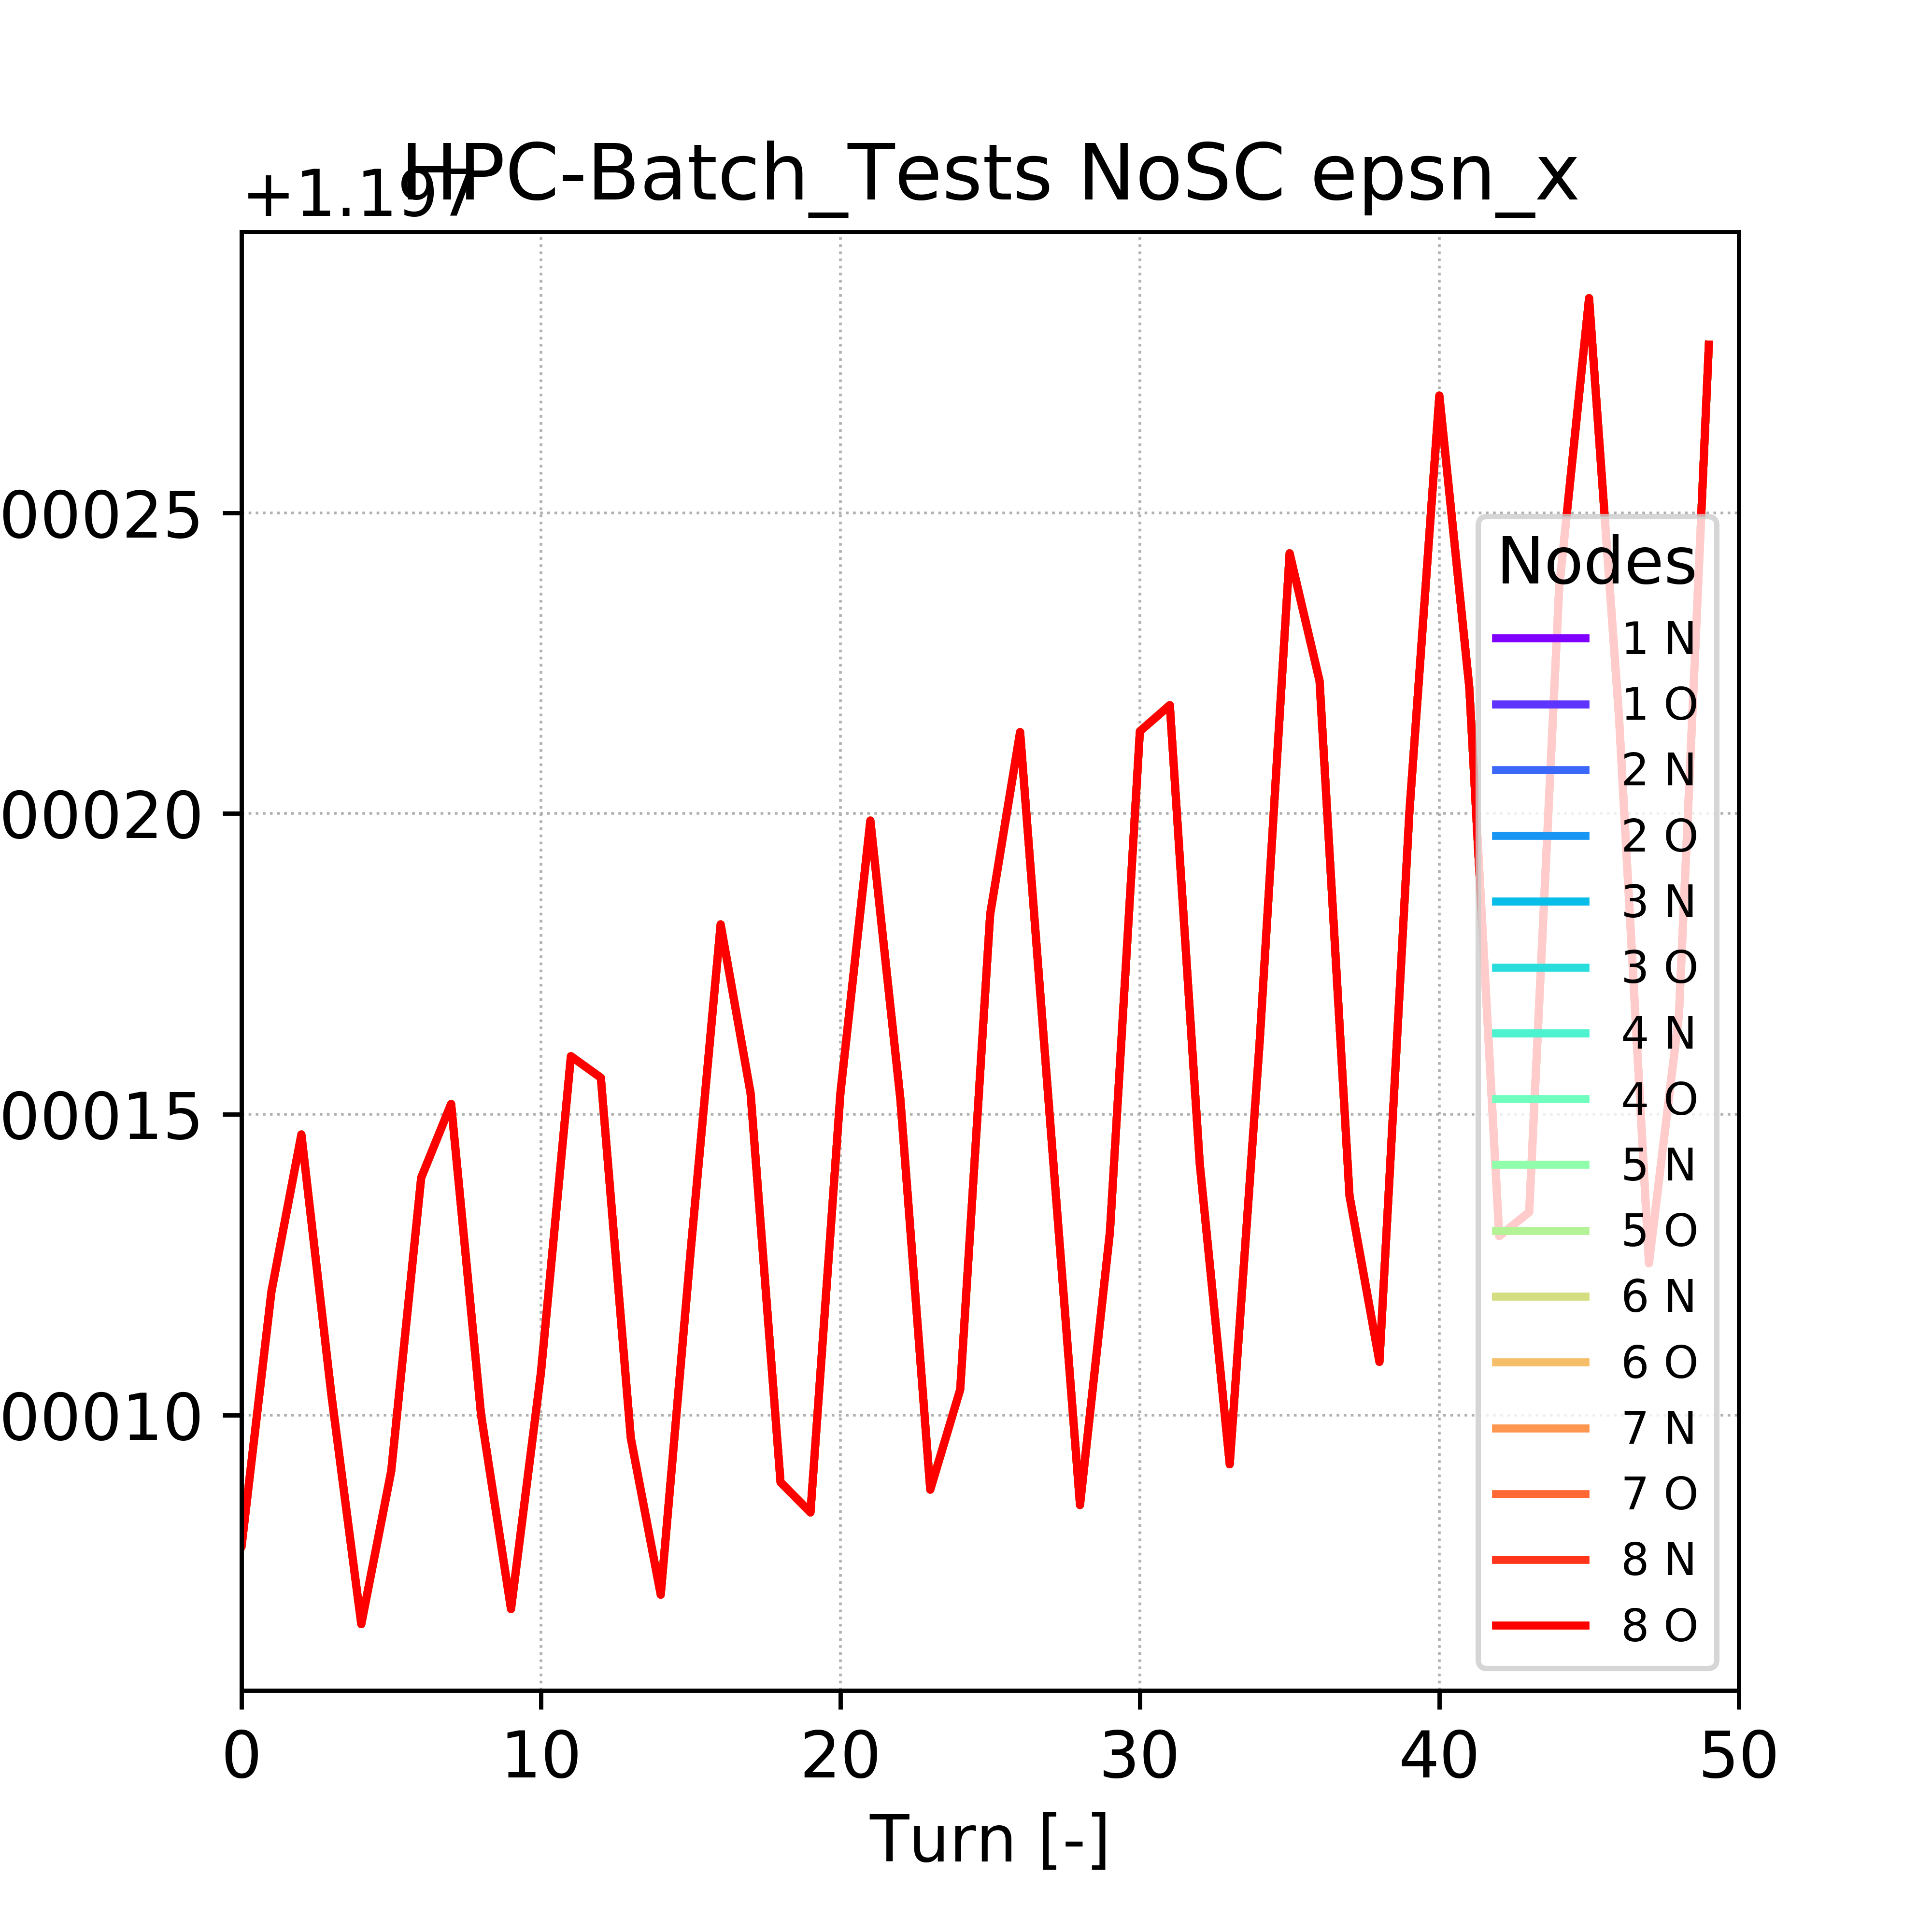 HPC-Batch_Tests NoSC epsn_x
+1.197
00025
00020
00015
00010
Nodes
1 N
1 O
2 N
2 O
3 N
3 O
4 N
4 O
5 N
5 O
6 N
6 O
7 N
7 O
8 N
8 O
0 10 20 30 40 50
Turn [-]